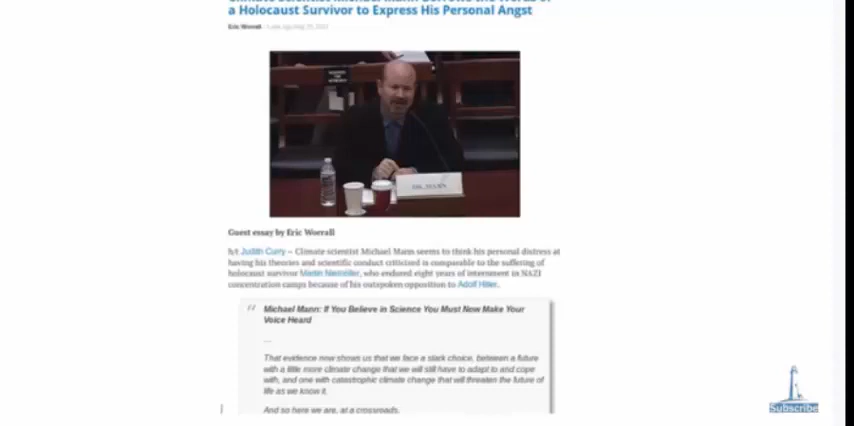 a Holocaust Survivor to Express His Personal Angst
Eric Worrall
DR. MANN
Guest essay by Eric Worrall
h/t Judith Curry – Climate scientist Michael Mann seems to think his personal distress at
having his theories and scientific conduct criticized is comparable to the suffering of
holocaust survivor Martin Niemöller, who endured eight years of internment in NAZI
concentration camps because of his outspoken opposition to Adolf Hitler.
Michael Mann: If You Believe in Science You Must Now Make Your
Voice Heard
...
That evidence now shows us that we face a stark choice, between a future
with a little more climate change that we will still have to adapt to and cope
with, and one with catastrophic climate change that will threaten the future of
life as we know it.
And so here we are, at a crossroads.
Subscribe